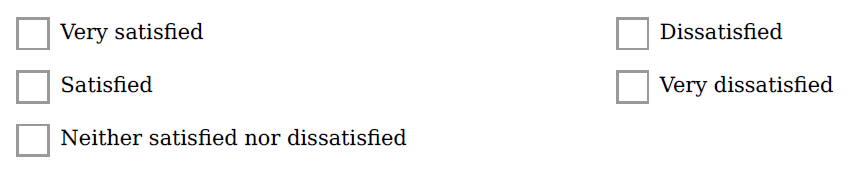 Very satisfied
Satisfied
Neither satisfied nor dissatisfied
Dissatisfied
Very dissatisfied